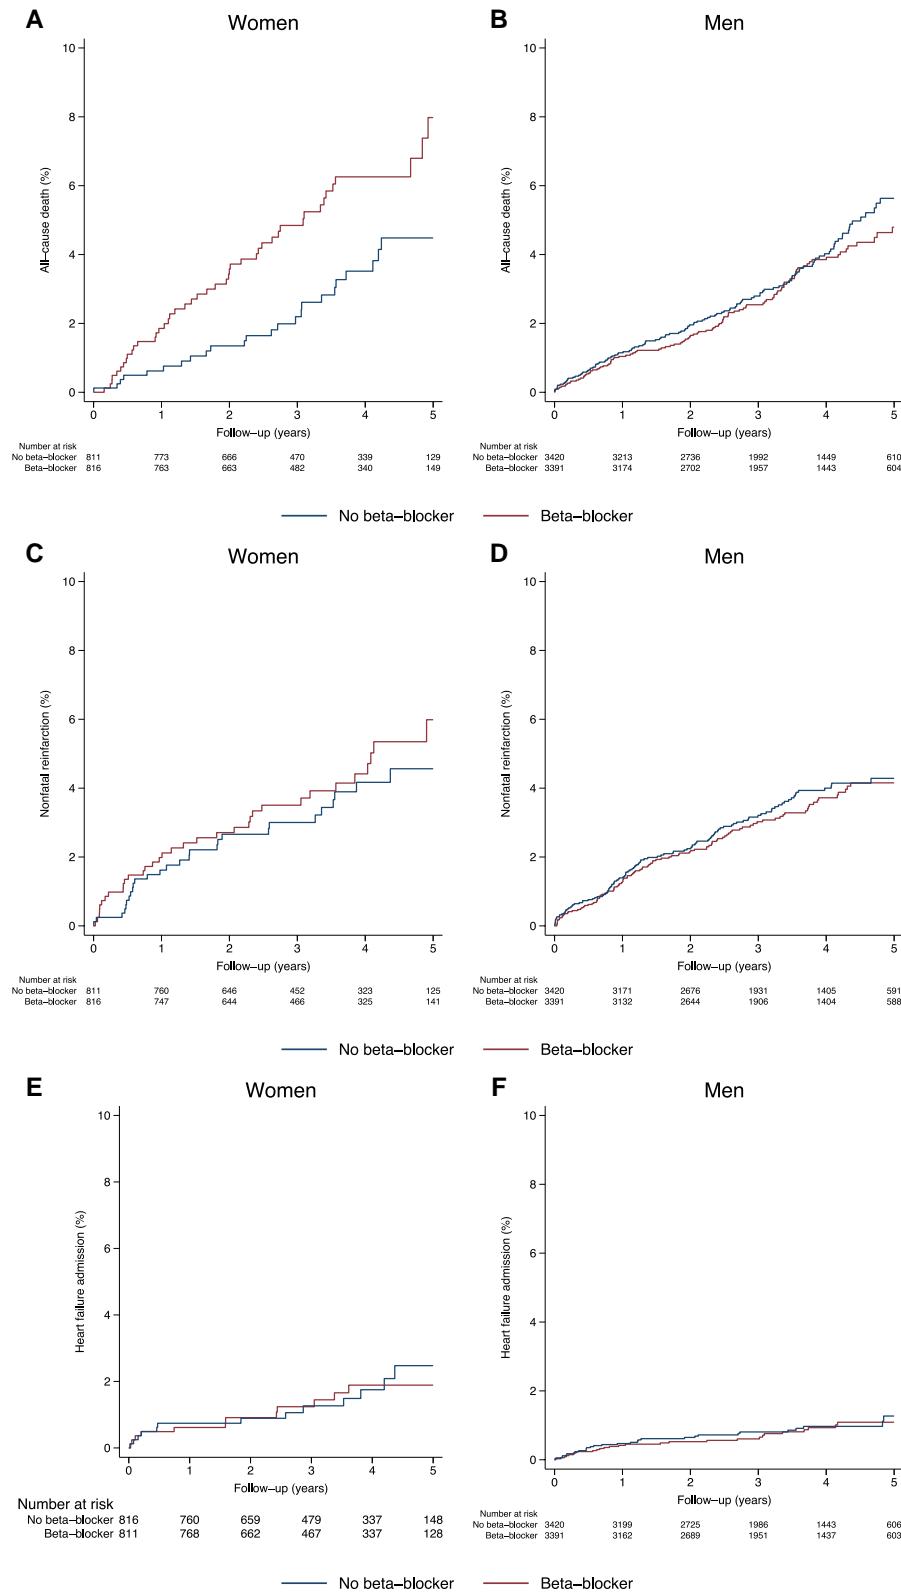 A
Women
10
8
6
4
2
0
All–cause death (%)
0 1 2 3 4 5
Follow–up (years)
Number at risk
No beta–blocker 811 773 666 470 339 129
Beta–blocker 816 763 663 482 340 149
B
Men
10
8
6
4
2
0
All–cause death (%)
0 1 2 3 4 5
Follow–up (years)
Number at risk
No beta–blocker 3420 3213 2736 1992 1449 610
Beta–blocker 3391 3174 2702 1957 1443 604
No beta–blocker Beta–blocker
C
Women
10
8
6
4
2
0
Nonfatal reinfarction (%)
0 1 2 3 4 5
Follow–up (years)
Number at risk
No beta–blocker 811 760 646 452 323 125
Beta–blocker 816 747 644 466 325 141
D
Men
10
8
6
4
2
0
Nonfatal reinfarction (%)
0 1 2 3 4 5
Follow–up (years)
Number at risk
No beta–blocker 3420 3171 2676 1931 1405 591
Beta–blocker 3391 3132 2644 1906 1404 588
No beta–blocker Beta–blocker
E
Women
10
8
6
4
2
0
Heart failure admission (%)
0 1 2 3 4 5
Follow–up (years)
Number at risk
No beta–blocker 816 760 659 479 337 148
Beta–blocker 811 768 662 467 337 128
F
Men
10
8
6
4
2
0
Heart failure admission (%)
0 1 2 3 4 5
Follow–up (years)
Number at risk
No beta–blocker 3420 3199 2725 1986 1443 606
Beta–blocker 3391 3162 2689 1951 1437 603
No beta–blocker Beta–blocker